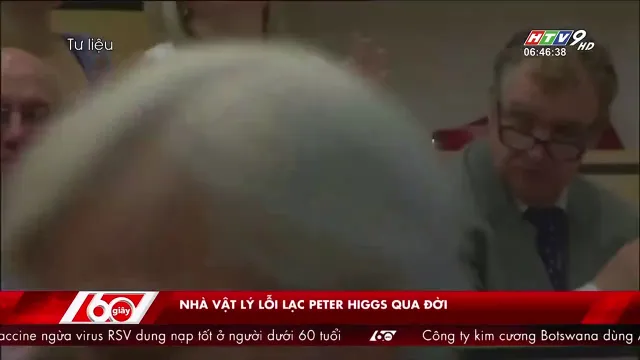 Tư liệu
HTV9 HD
06:46:38
60 giây
NHÀ VẬT LÝ LỖI LẠC PETER HIGGS QUA ĐỜI
accine ngừa virus RSV dung nạp tốt ở người dưới 60 tuổi 60 Công ty kim cương Botswana dùng v